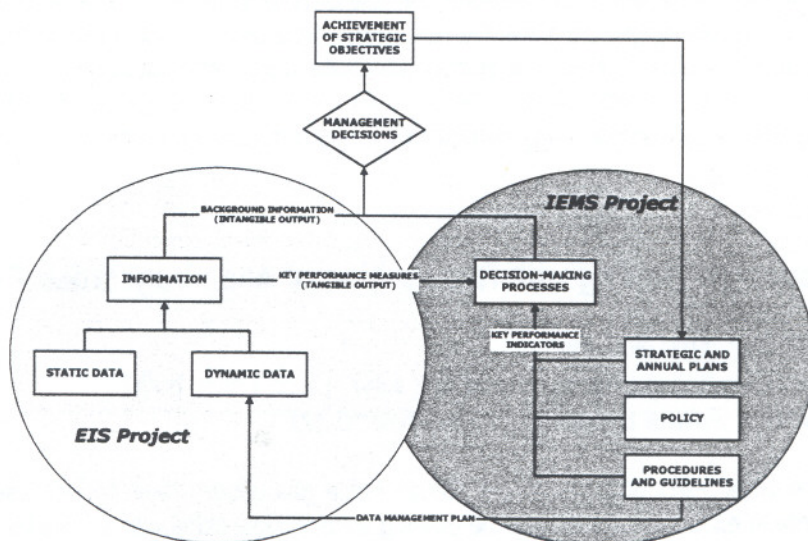 ACHIEVEMENT
OF STRATEGIC
OBJECTIVES
MANAGEMENT
DECISIONS
IEMS Project
BACKGROUND INFORMATION
(INTANGIBLE OUTPUT)
INFORMATION
KEY PERFORMANCE MEASURES
(TANGIBLE OUTPUT)
DECISION-MAKING
PROCESSES
KEY PERFORMANCE
INDICATORS
STATIC DATA
DYNAMIC DATA
STRATEGIC AND
ANNUAL PLANS
POLICY
EIS Project
PROCEDURES
AND GUIDELINES
DATA MANAGEMENT PLAN